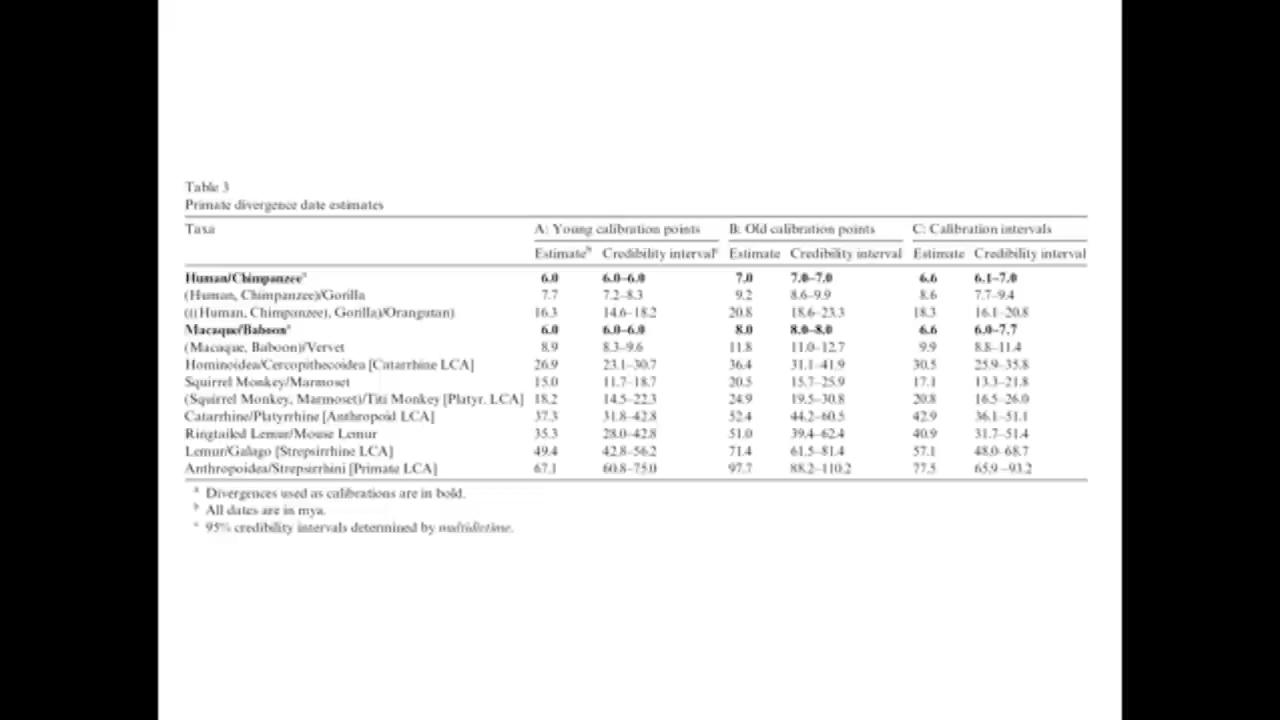 Table 3
Primate divergence date estimates
Taxa A: Young calibration points B: Old calibration points C: Calibration intervals
Estimateᵇ Credibility intervalᶜ Estimate Credibility interval Estimate Credibility interval
Human/Chimpanzeeᵃ 6.0 6.0–6.0 7.0 7.0–7.0 6.6 6.1–7.0
(Human, Chimpanzee)/Gorilla 7.7 7.2–8.3 9.2 8.6–9.9 8.6 7.7–9.4
(((Human, Chimpanzee), Gorilla)/Orangutan) 16.3 14.6–18.2 20.8 18.6–23.3 18.3 16.1–20.8
Macaque/Baboonᵃ 6.0 6.0–6.0 8.0 8.0–8.0 6.6 6.0–7.7
(Macaque, Baboon)/Vervet 8.9 8.3–9.6 11.8 11.0–12.7 9.9 8.8–11.4
Hominoidea/Cercopithecoidea [Catarrhine LCA] 26.9 23.1–30.7 36.4 31.1–41.9 30.5 25.9–35.8
Squirrel Monkey/Marmoset 15.0 11.7–18.7 20.5 15.7–25.9 17.1 13.3–21.8
(Squirrel Monkey, Marmoset)/Titi Monkey [Platyr. LCA] 18.2 14.5–22.3 24.9 19.5–30.8 20.8 16.5–26.0
Catarrhine/Platyrrhine [Anthropoid LCA] 37.3 31.8–42.8 52.4 44.2–60.5 42.9 36.1–51.1
Ringtailed Lemur/Mouse Lemur 35.3 28.0–42.8 51.0 39.4–62.4 40.9 31.7–51.4
Lemur/Galago [Strepsirrhine LCA] 49.4 42.8–56.2 71.4 61.5–81.4 57.1 48.0–68.7
Anthropoidea/Strepsirrhini [Primate LCA] 67.1 60.8–75.0 97.7 88.2–110.2 77.5 65.9–93.2
ᵃ Divergences used as calibrations are in bold.
ᵇ All dates are in mya.
ᶜ 95% credibility intervals determined by multidivtime.